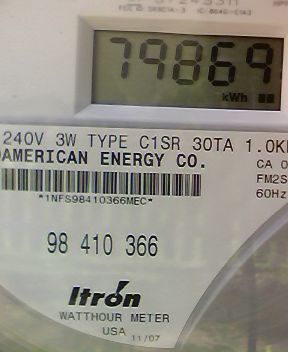 79869
kWh
240V 3W TYPE C1SR 30TA 1.0K
AMERICAN ENERGY CO.
CA 0
FM2S
60Hz
*1NFS98410366MEC*
98 410 366
Itron
WATTHOUR METER
USA 11/07